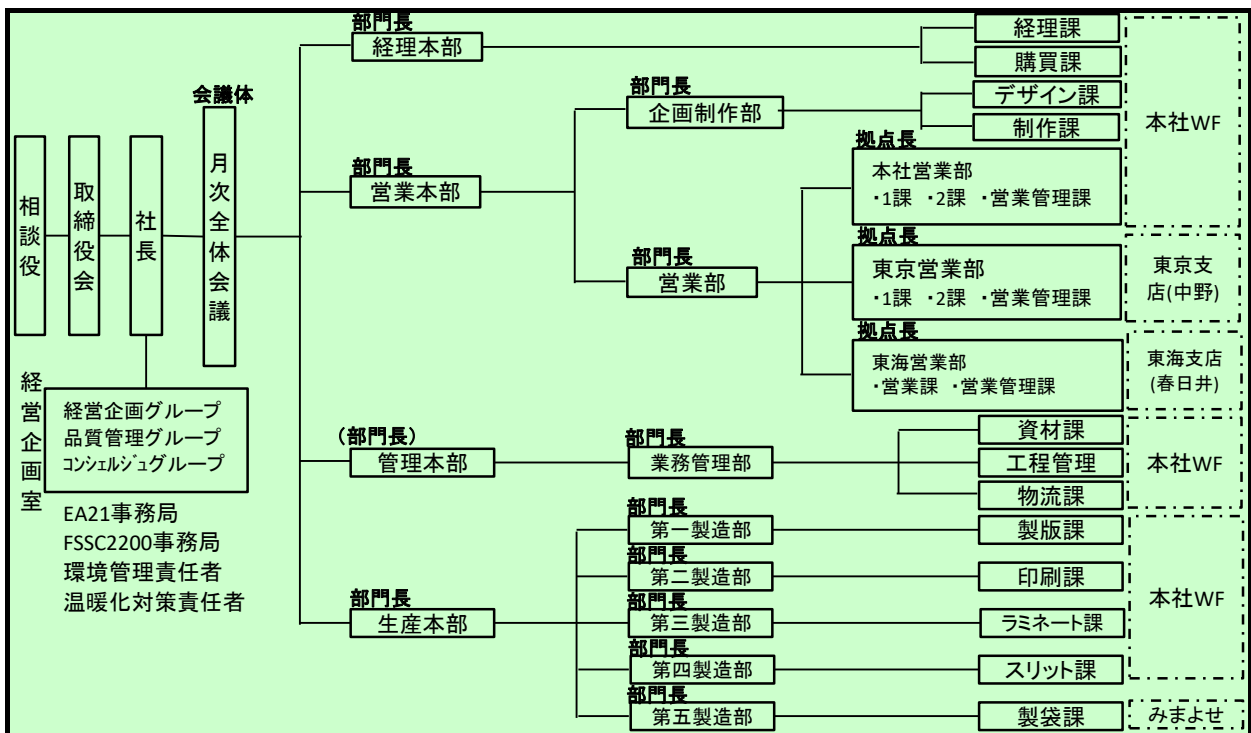 相談役
取締役会
社長
会議体
月次全体会議
経営企画室
経営企画グループ
品質管理グループ
コンシェルジュグループ
EA21事務局
FSSC2200事務局
環境管理責任者
温暖化対策責任者
部門長
経理本部
経理課
購買課
部門長
営業本部
部門長
企画制作部
デザイン課
制作課
部門長
営業部
拠点長
本社営業部
・1課 ・2課 ・営業管理課
本社WF
拠点長
東京営業部
・1課 ・2課 ・営業管理課
東京支
店(中野)
拠点長
東海営業部
・営業課 ・営業管理課
東海支店
(春日井)
(部門長)
管理本部
部門長
業務管理部
資材課
工程管理
物流課
本社WF
部門長
生産本部
部門長
第一製造部
製版課
部門長
第二製造部
印刷課
部門長
第三製造部
ラミネート課
部門長
第四製造部
スリット課
本社WF
部門長
第五製造部
製袋課
みまよせ